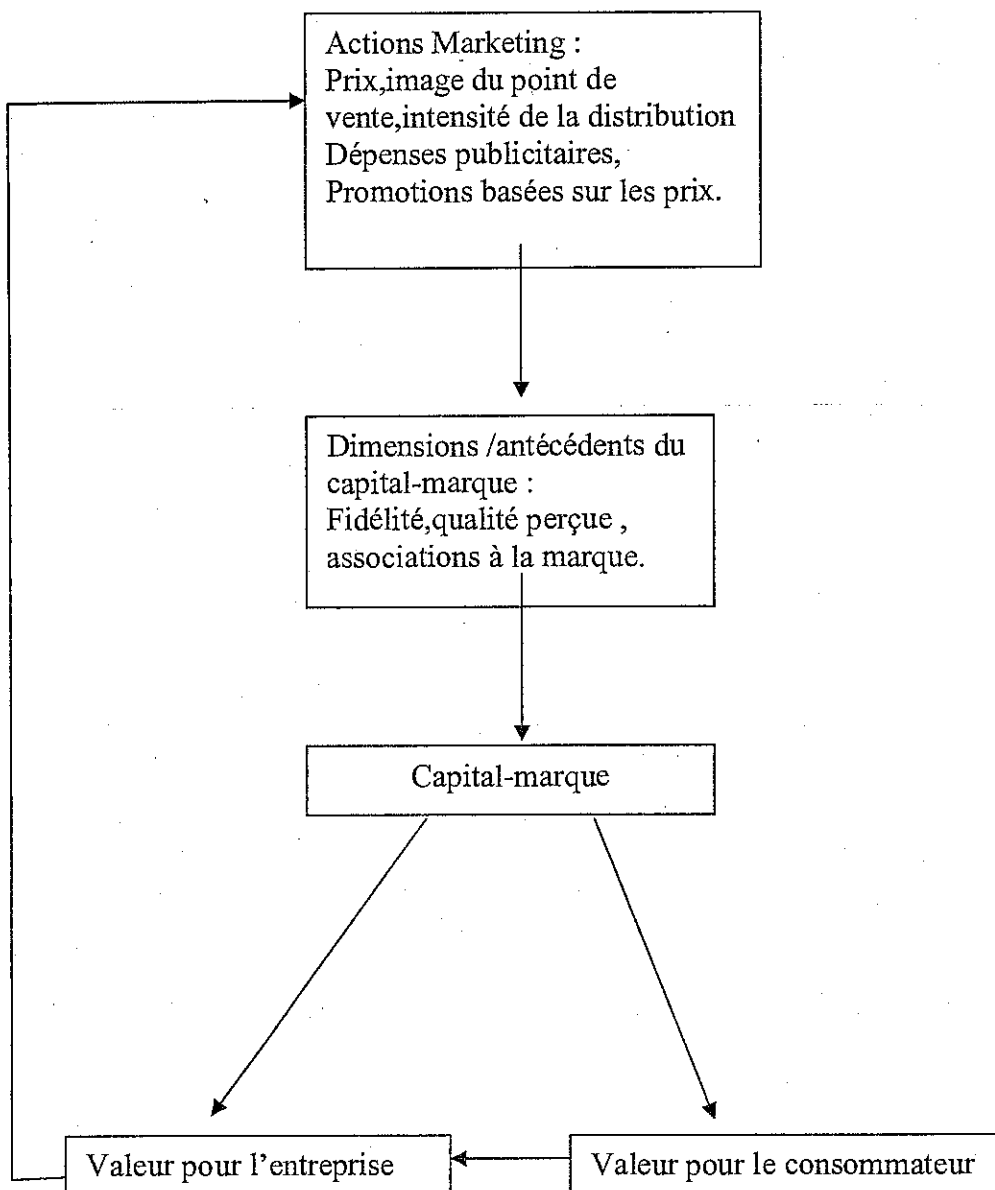 Actions Marketing :
Prix,image du point de
vente,intensité de la distribution
Dépenses publicitaires,
Promotions basées sur les prix.
Dimensions /antécédents du
capital-marque :
Fidélité,qualité perçue ,
associations à la marque.
Capital-marque
Valeur pour l'entreprise
Valeur pour le consommateur